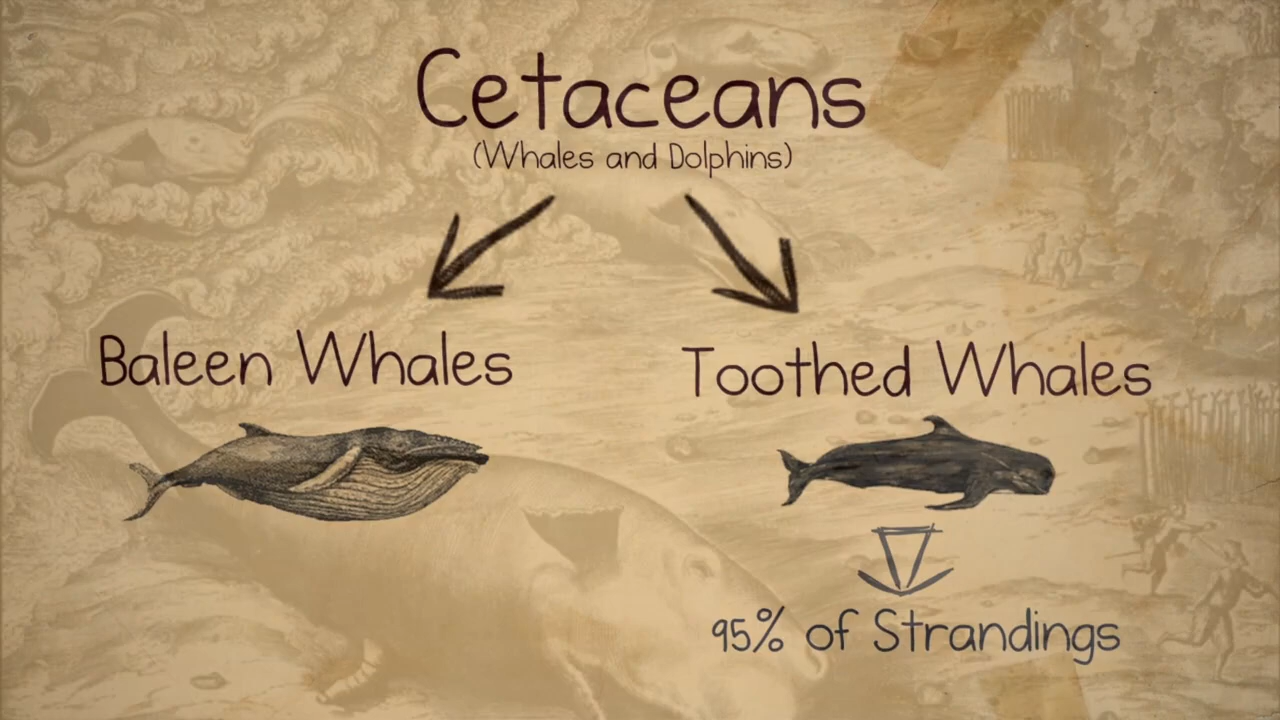 Cetaceans
(Whales and Dolphins)
Baleen Whales
Toothed Whales
95% of Strandings